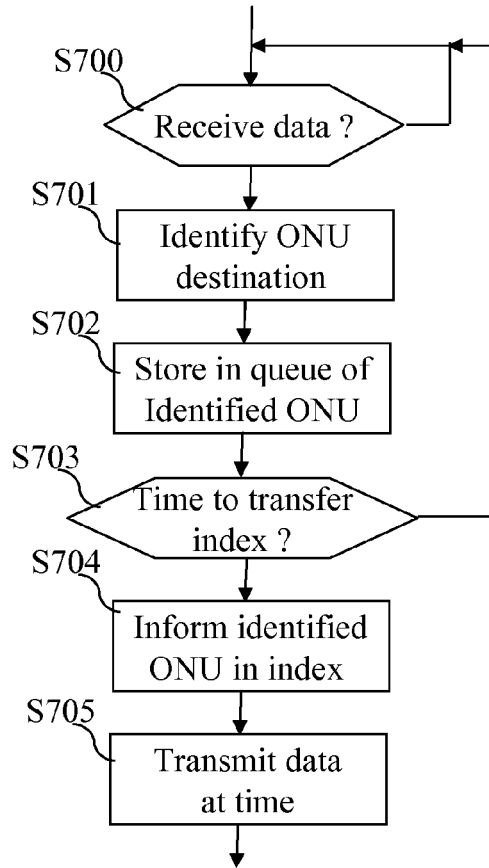 S700
Receive data ?
S701
Identify ONU
destination
S702
Store in queue of
Identified ONU
S703
Time to transfer
index ?
S704
Inform identified
ONU in index
S705
Transmit data
at time